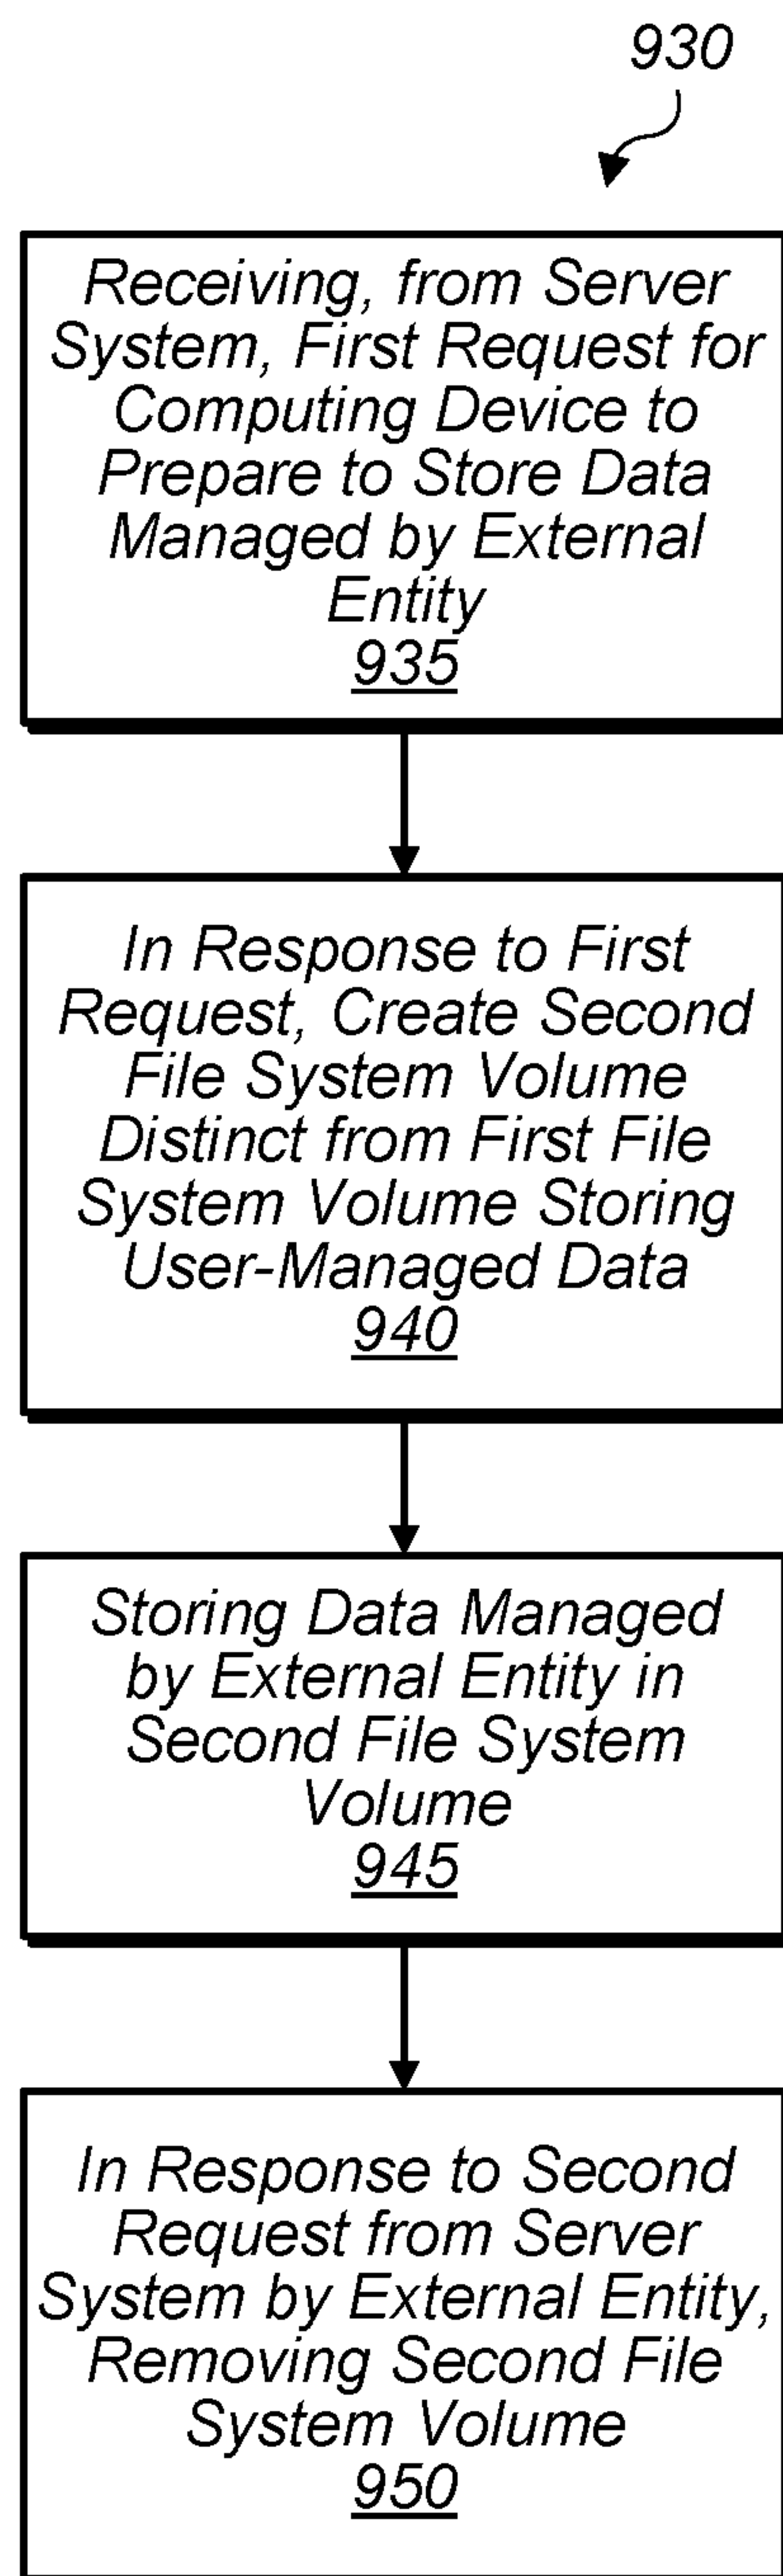 930
Receiving, from Server
System, First Request for
Computing Device to
Prepare to Store Data
Managed by External
Entity
935
In Response to First
Request, Create Second
File System Volume
Distinct from First File
System Volume Storing
User-Managed Data
940
Storing Data Managed
by External Entity in
Second File System
Volume
945
In Response to Second
Request from Server
System by External Entity,
Removing Second File
System Volume
950